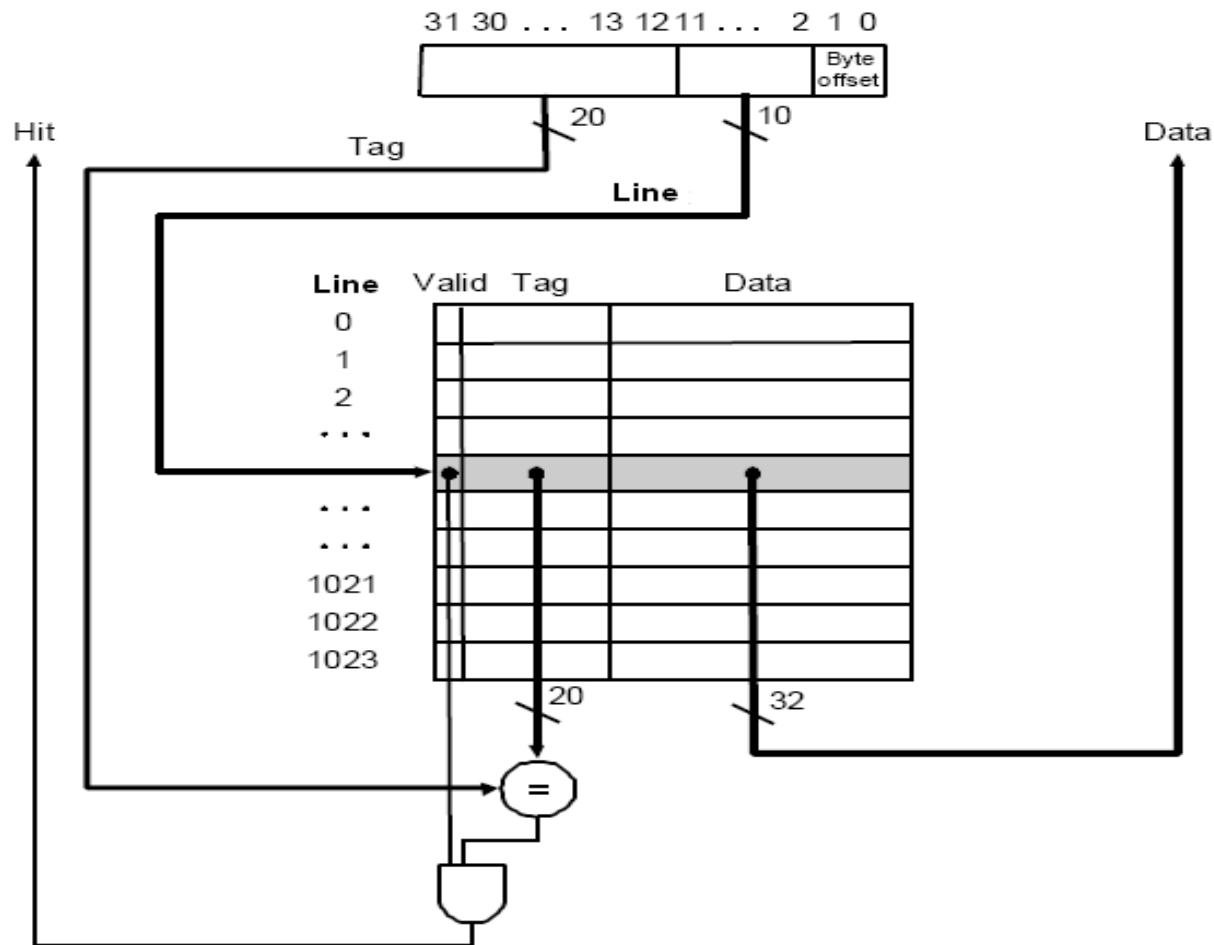 31 30 . . . 13 12 11 . . . 2 1 0
Byte offset
20 10
Hit
Tag
Data
Line
Line Valid Tag Data
0
1
2
. . .
. . .
. . .
1021
1022
1023
20 32
=